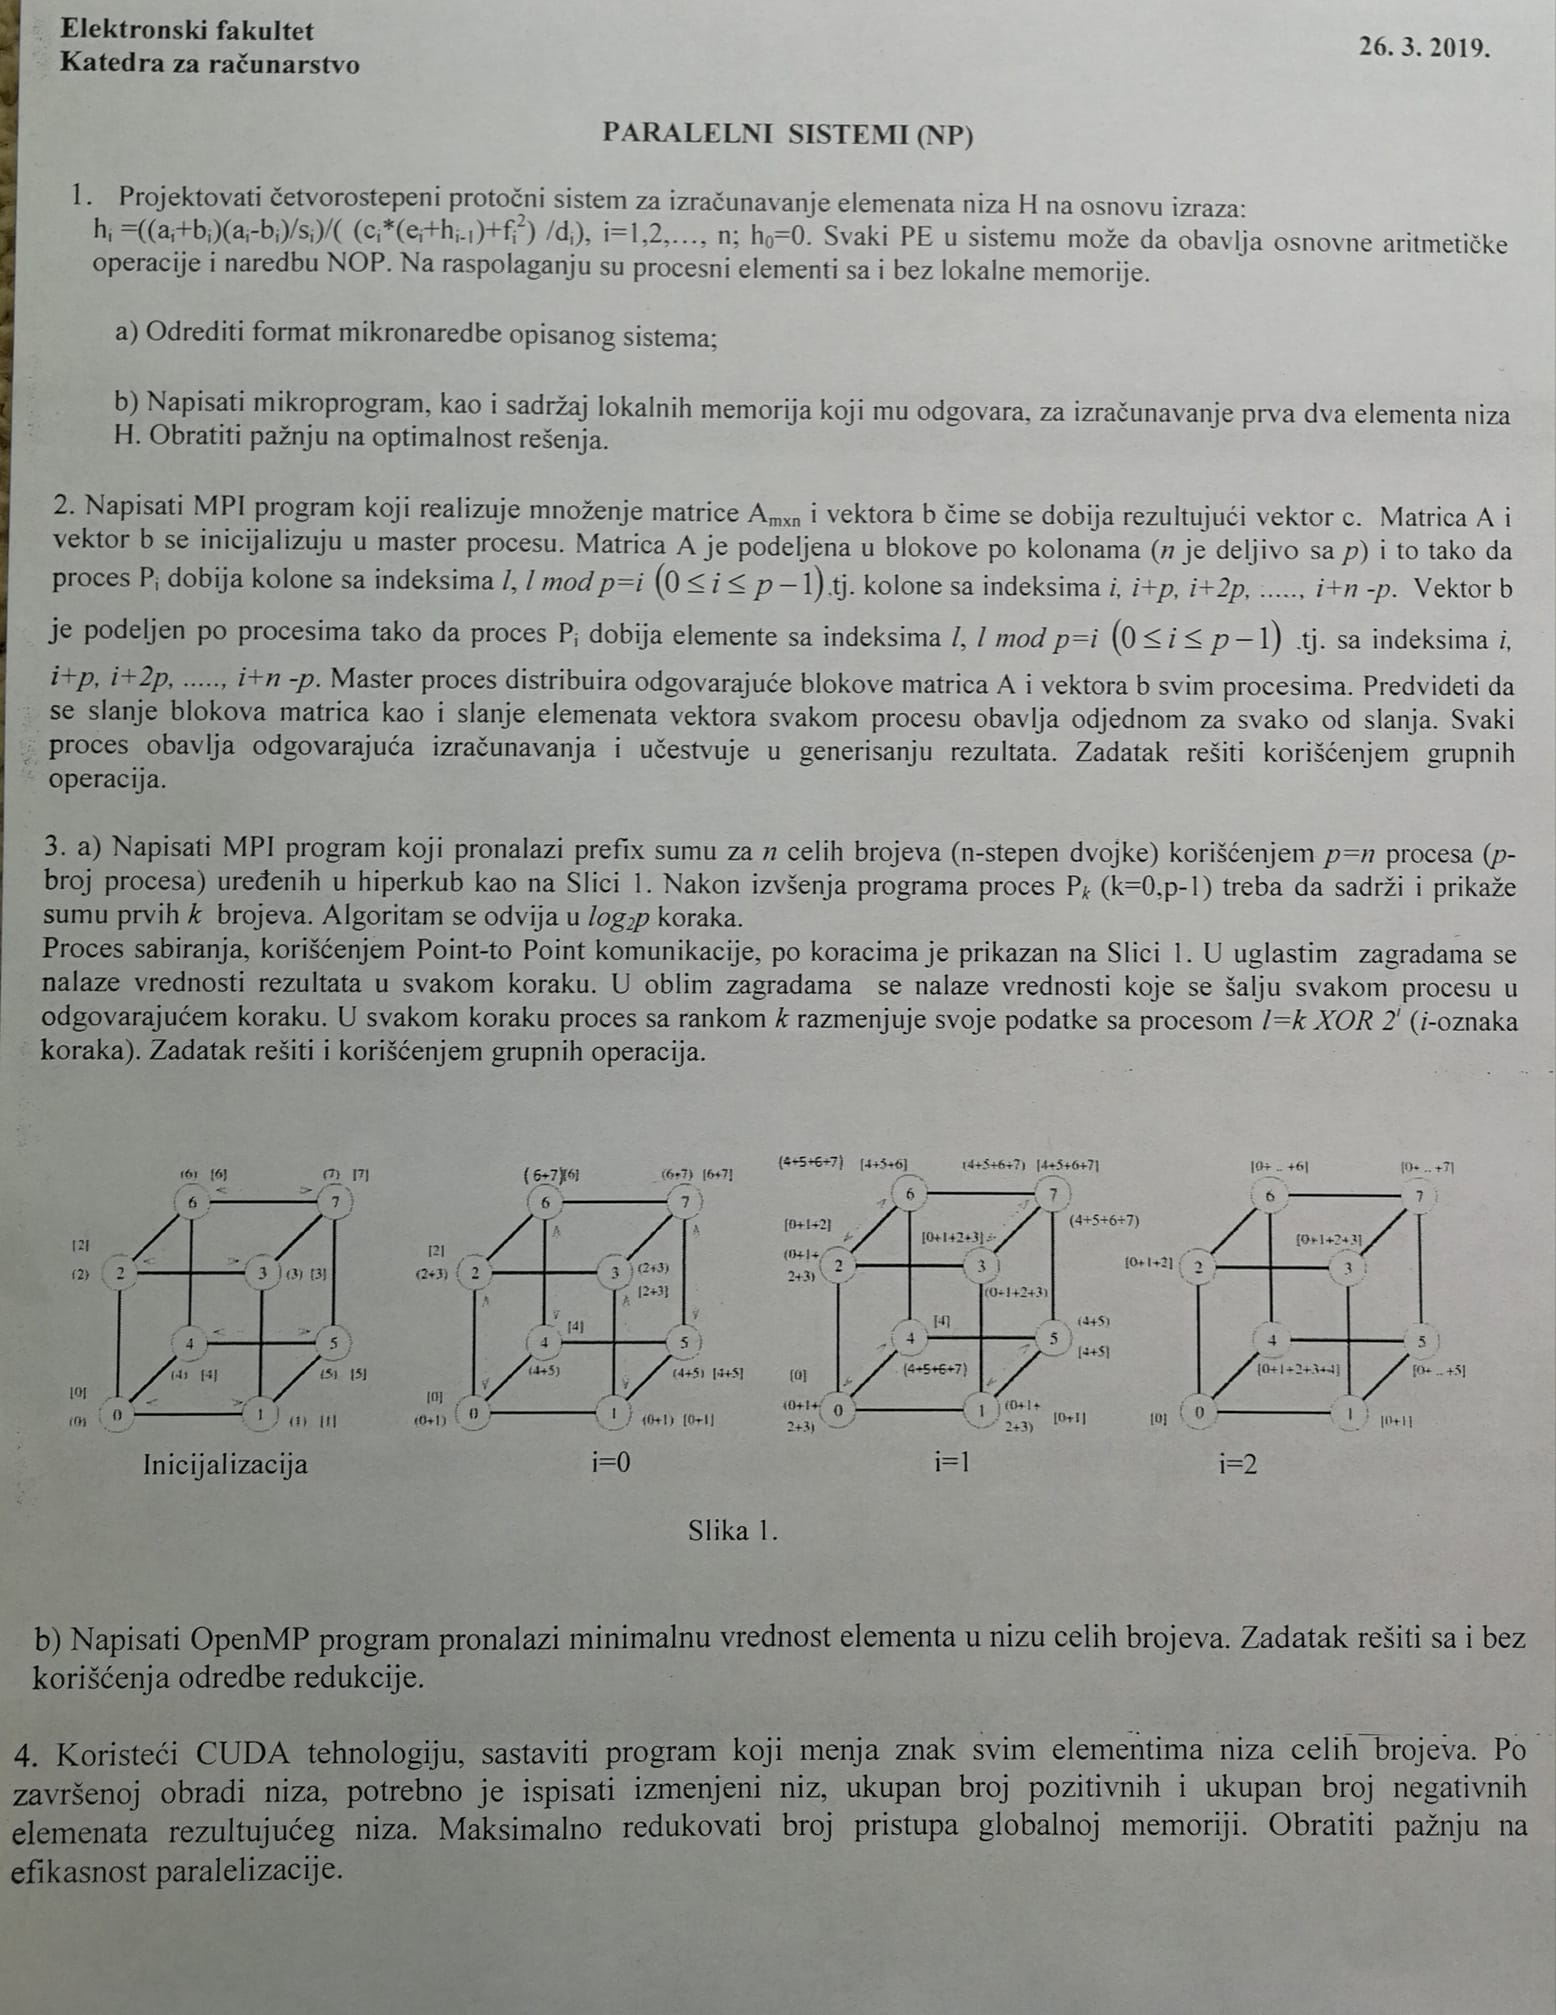 Elektronski fakultet
Katedra za računarstvo
26. 3. 2019.
PARALELNI SISTEMI (NP)
1. Projektovati četvorostepeni protočni sistem za izračunavanje elemenata niza H na osnovu izraza:
hᵢ =((aᵢ+bᵢ)(aᵢ-bᵢ)/sᵢ)/( (cᵢ*(eᵢ+hᵢ₋₁)+fᵢ²) /dᵢ), i=1,2,…, n; h₀=0. Svaki PE u sistemu može da obavlja osnovne aritmetičke
operacije i naredbu NOP. Na raspolaganju su procesni elementi sa i bez lokalne memorije.
a) Odrediti format mikronaredbe opisanog sistema;
b) Napisati mikroprogram, kao i sadržaj lokalnih memorija koji mu odgovara, za izračunavanje prva dva elementa niza
H. Obratiti pažnju na optimalnost rešenja.
2. Napisati MPI program koji realizuje množenje matrice Aₘₓₙ i vektora b čime se dobija rezultujući vektor c. Matrica A i
vektor b se inicijalizuju u master procesu. Matrica A je podeljena u blokove po kolonama (n je deljivo sa p) i to tako da
proces Pᵢ dobija kolone sa indeksima l, l mod p=i (0 ≤ i ≤ p − 1).tj. kolone sa indeksima i, i+p, i+2p, ....., i+n -p. Vektor b
je podeljen po procesima tako da proces Pᵢ dobija elemente sa indeksima l, l mod p=i (0 ≤ i ≤ p − 1) .tj. sa indeksima i,
i+p, i+2p, ....., i+n -p. Master proces distribuira odgovarajuće blokove matrica A i vektora b svim procesima. Predvideti da
se slanje blokova matrica kao i slanje elemenata vektora svakom procesu obavlja odjednom za svako od slanja. Svaki
proces obavlja odgovarajuća izračunavanja i učestvuje u generisanju rezultata. Zadatak rešiti korišćenjem grupnih
operacija.
3. a) Napisati MPI program koji pronalazi prefix sumu za n celih brojeva (n-stepen dvojke) korišćenjem p=n procesa (p-
broj procesa) uređenih u hiperkub kao na Slici 1. Nakon izvšenja programa proces Pₖ (k=0,p-1) treba da sadrži i prikaže
sumu prvih k brojeva. Algoritam se odvija u log₂p koraka.
Proces sabiranja, korišćenjem Point-to Point komunikacije, po koracima je prikazan na Slici 1. U uglastim zagradama se
nalaze vrednosti rezultata u svakom koraku. U oblim zagradama se nalaze vrednosti koje se šalju svakom procesu u
odgovarajućem koraku. U svakom koraku proces sa rankom k razmenjuje svoje podatke sa procesom l=k XOR 2ⁱ (i-oznaka
koraka). Zadatak rešiti i korišćenjem grupnih operacija.
(6) [6] (7) [7]
6 7
[2]
(2) 2 3 (3) [3]
4 5
(4) [4] (5) [5]
[0]
(0) 0 1 (1) [1]
Inicijalizacija
(6+7)[6] (6+7) [6+7]
6 7
[2]
(2+3) 2 3 (2+3)
[2+3]
[4]
4 5
(4+5) (4+5) [4+5]
[0]
(0+1) 0 1 (0+1) [0+1]
i=0
(4+5+6+7) [4+5+6] (4+5+6+7) [4+5+6+7]
6 7
[0+1+2] [0+1+2+3] (4+5+6+7)
(0+1+
2+3) 2 3
(0+1+2+3)
[4] (4+5)
4 5
[4+5]
[0] (4+5+6+7)
(0+1+
2+3) 0 1 (0+1+
2+3) [0+1]
i=1
[0+ .. +6] [0+ .. +7]
6 7
[0+1+2+3]
[0+1+2] 2 3
4 5
[0+1+2+3+4] [0+ .. +5]
[0] 0 1 [0+1]
i=2
Slika 1.
b) Napisati OpenMP program pronalazi minimalnu vrednost elementa u nizu celih brojeva. Zadatak rešiti sa i bez
korišćenja odredbe redukcije.
4. Koristeći CUDA tehnologiju, sastaviti program koji menja znak svim elementima niza celih brojeva. Po
završenoj obradi niza, potrebno je ispisati izmenjeni niz, ukupan broj pozitivnih i ukupan broj negativnih
elemenata rezultujućeg niza. Maksimalno redukovati broj pristupa globalnoj memoriji. Obratiti pažnju na
efikasnost paralelizacije.